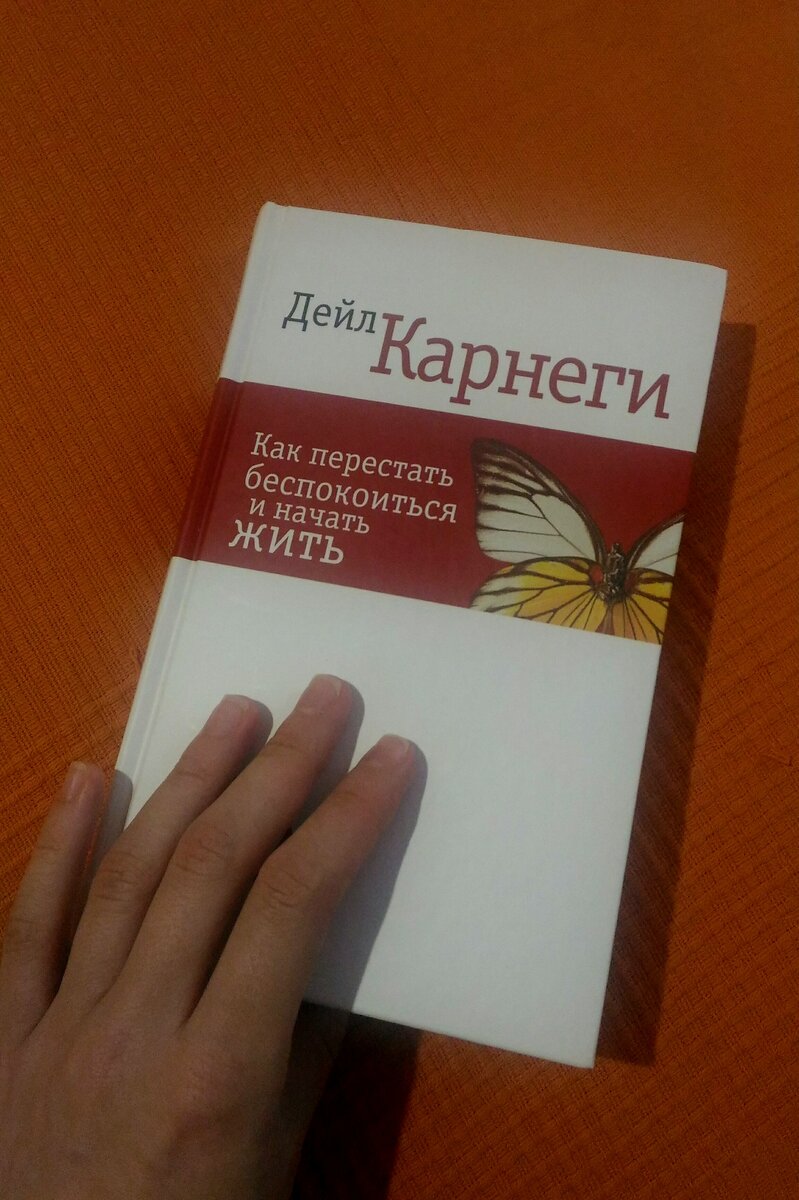 Дейл
Карнеги
Как перестать
беспокоиться
и начать
жить